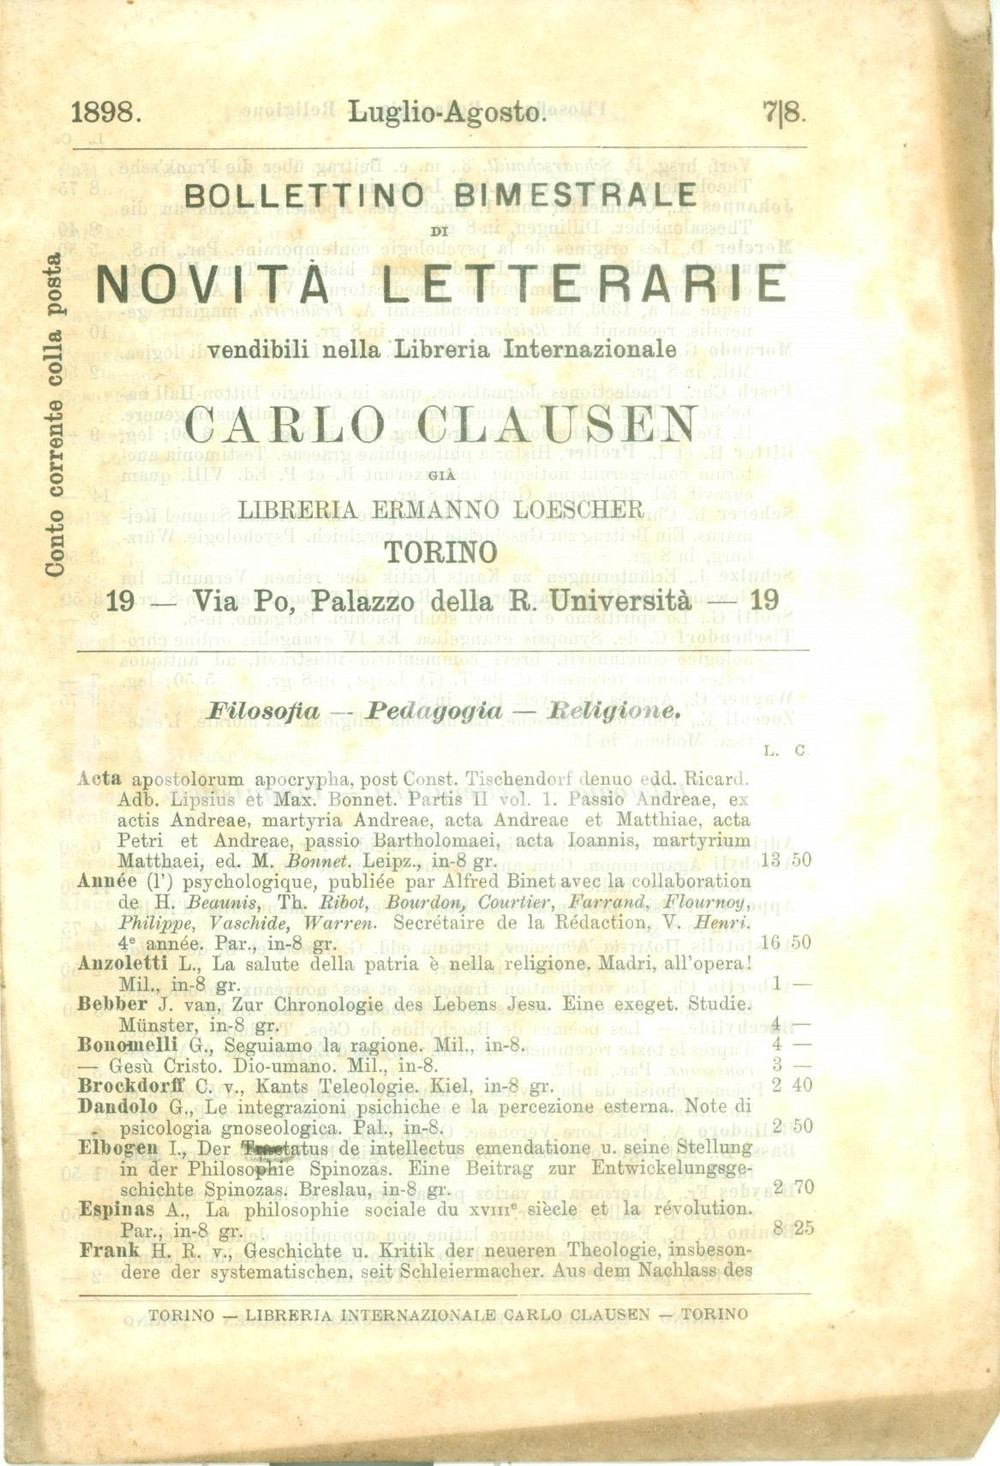 1898. Luglio-Agosto. 7|8.
Conto corrente colla posta
BOLLETTINO BIMESTRALE
DI
NOVITÀ LETTERARIE
vendibili nella Libreria Internazionale
CARLO CLAUSEN
GIÀ
LIBRERIA ERMANNO LOESCHER
TORINO
19 — Via Po, Palazzo della R. Università — 19
Filosofia — Pedagogia — Religione.
L. C
Acta apostolorum apocrypha, post Const. Tischendorf denuo edd. Ricard.
Adb. Lipsius et Max. Bonnet. Partis II vol. 1. Passio Andreae, ex
actis Andreae, martyria Andreae, acta Andreae et Matthiae, acta
Petri et Andreae, passio Bartholomaei, acta Ioannis, martyrium
Matthaei, ed. M. Bonnet. Leipz., in-8 gr. 13 50
Année (l') psychologique, publiée par Alfred Binet avec la collaboration
de H. Beaunis, Th. Ribot, Bourdon, Courtier, Farrand, Flournoy,
Philippe, Vaschide, Warren. Secrétaire de la Rédaction, V. Henri.
4e année. Par., in-8 gr. 16 50
Anzoletti L., La salute della patria è nella religione. Madri, all'opera!
Mil., in-8 gr. 1 —
Bebber J. van, Zur Chronologie des Lebens Jesu. Eine exeget. Studie.
Münster, in-8 gr. 4 —
Bonomelli G., Seguiamo la ragione. Mil., in-8. 4 —
— Gesù Cristo. Dio-umano. Mil., in-8. 3 —
Brockdorff C. v., Kants Teleologie. Kiel, in-8 gr. 2 40
Dandolo G., Le integrazioni psichiche e la percezione esterna. Note di
psicologia gnoseologica. Pal., in-8. 2 50
Elbogen I., Der Tractatus de intellectus emendatione u. seine Stellung
in der Philosophie Spinozas. Eine Beitrag zur Entwickelungsge-
schichte Spinozas. Breslau, in-8 gr. 2 70
Espinas A., La philosophie sociale du XVIIIe siècle et la révolution.
Par., in-8 gr. 8 25
Frank H. R. v., Geschichte u. Kritik der neueren Theologie, insbeson-
dere der systematischen, seit Schleiermacher. Aus dem Nachlass des
TORINO — LIBRERIA INTERNAZIONALE CARLO CLAUSEN — TORINO